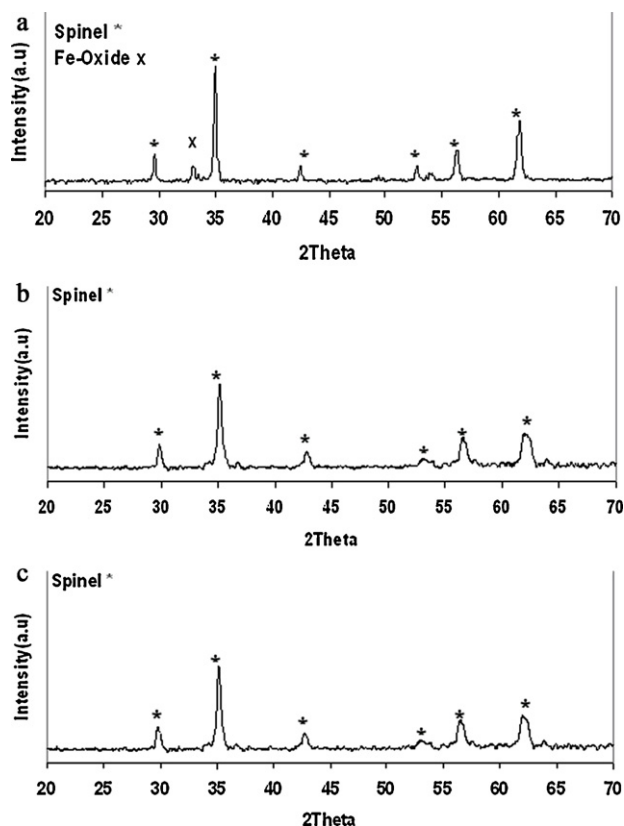 a
Spinel *
Fe-Oxide x
Intensity(a.u)
* x * * * * *
20 25 30 35 40 45 50 55 60 65 70
2Theta
b
Spinel *
Intensity(a.u)
* * * * * *
20 25 30 35 40 45 50 55 60 65 70
2Theta
c
Spinel *
Intensity(a.u)
* * * * * *
20 25 30 35 40 45 50 55 60 65 70
2Theta